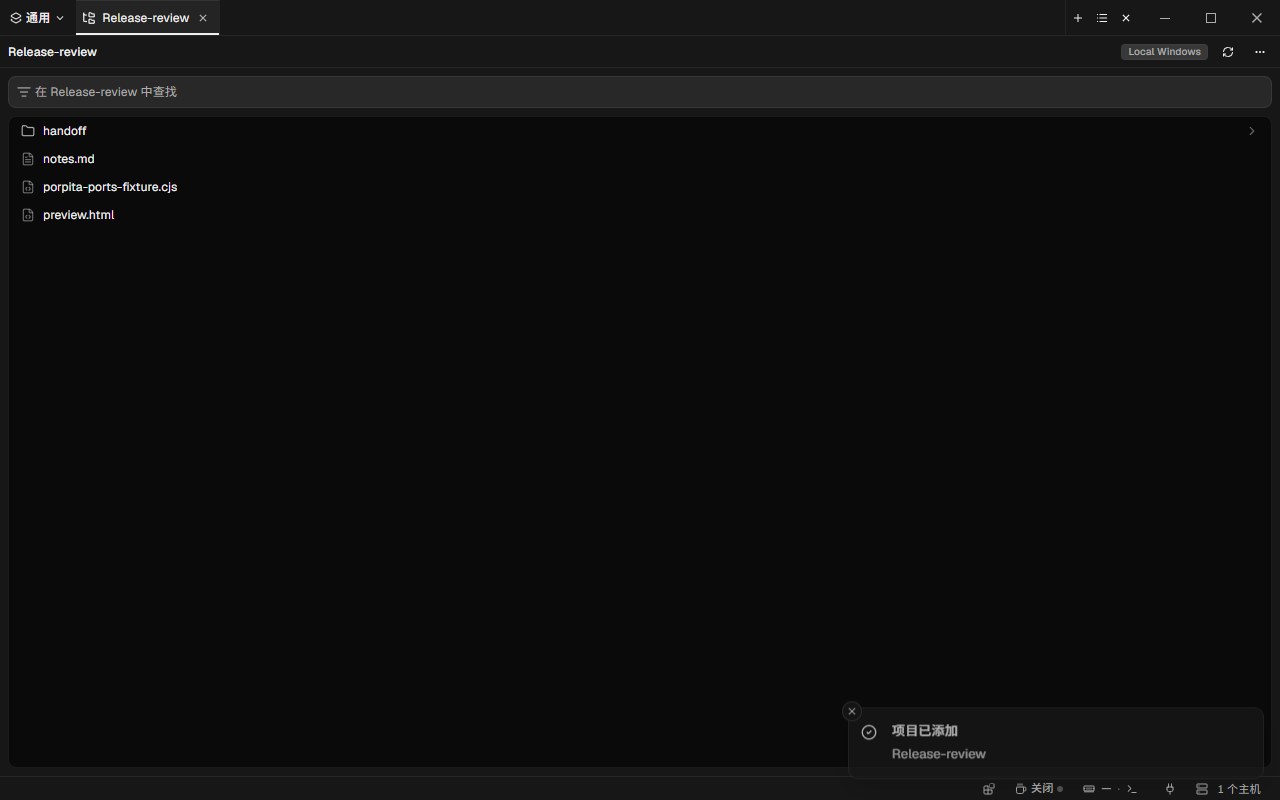 通用
Release-review
Release-review
Local Windows
在 Release-review 中查找
handoff
notes.md
porpita-ports-fixture.cjs
preview.html
项目已添加
Release-review
关闭
1 个主机